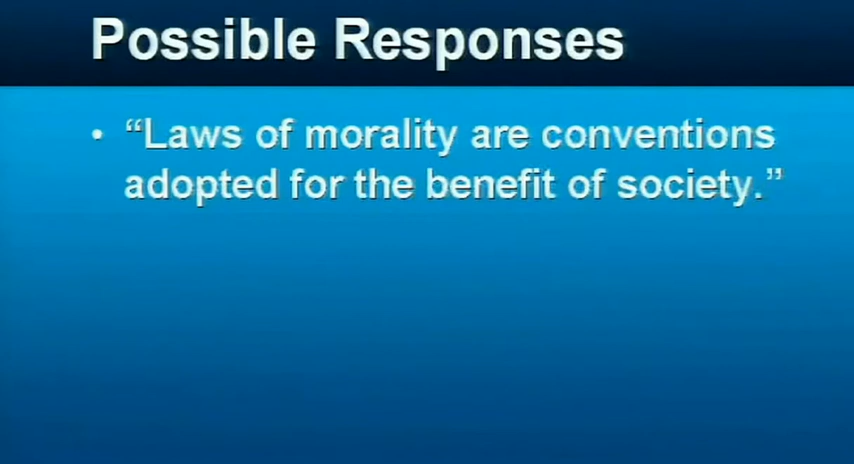 Possible Responses
• “Laws of morality are conventions
adopted for the benefit of society.”